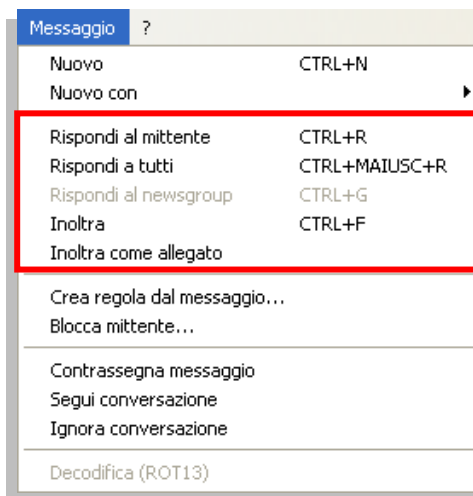 Messaggio ?
Nuovo CTRL+N
Nuovo con
Rispondi al mittente CTRL+R
Rispondi a tutti CTRL+MAIUSC+R
Rispondi al newsgroup CTRL+G
Inoltra CTRL+F
Inoltra come allegato
Crea regola dal messaggio...
Blocca mittente...
Contrassegna messaggio
Segui conversazione
Ignora conversazione
Decodifica (ROT13)